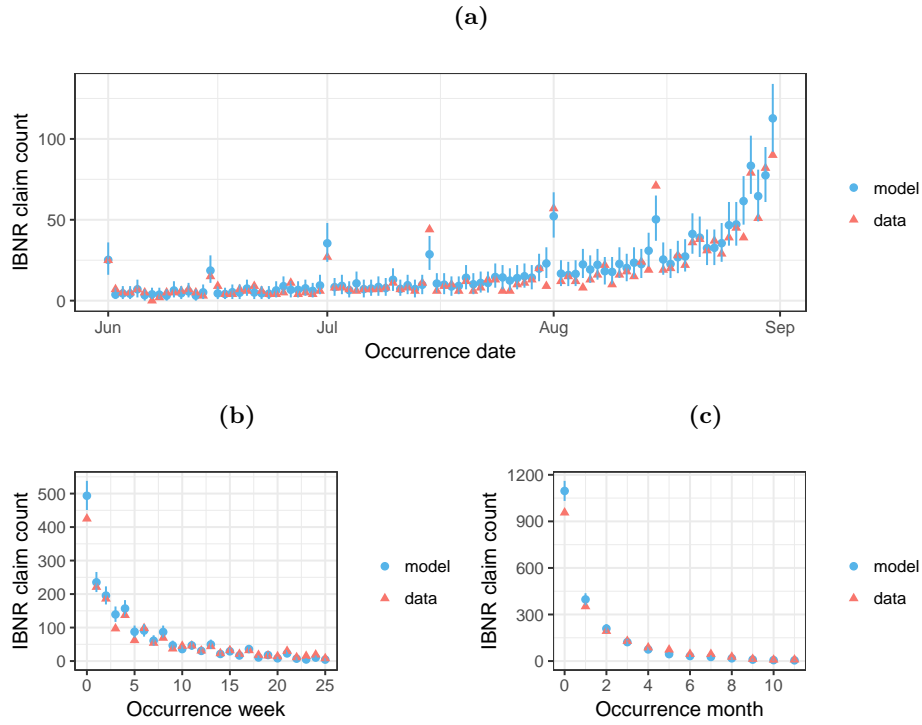 (a)
IBNR claim count
100
50
0
Jun
Jul
Aug
Sep
Occurrence date
model
data
(b)
IBNR claim count
500
400
300
200
100
0
0
5
10
15
20
25
Occurrence week
model
data
(c)
IBNR claim count
1200
900
600
300
0
0
2
4
6
8
10
Occurrence month
model
data